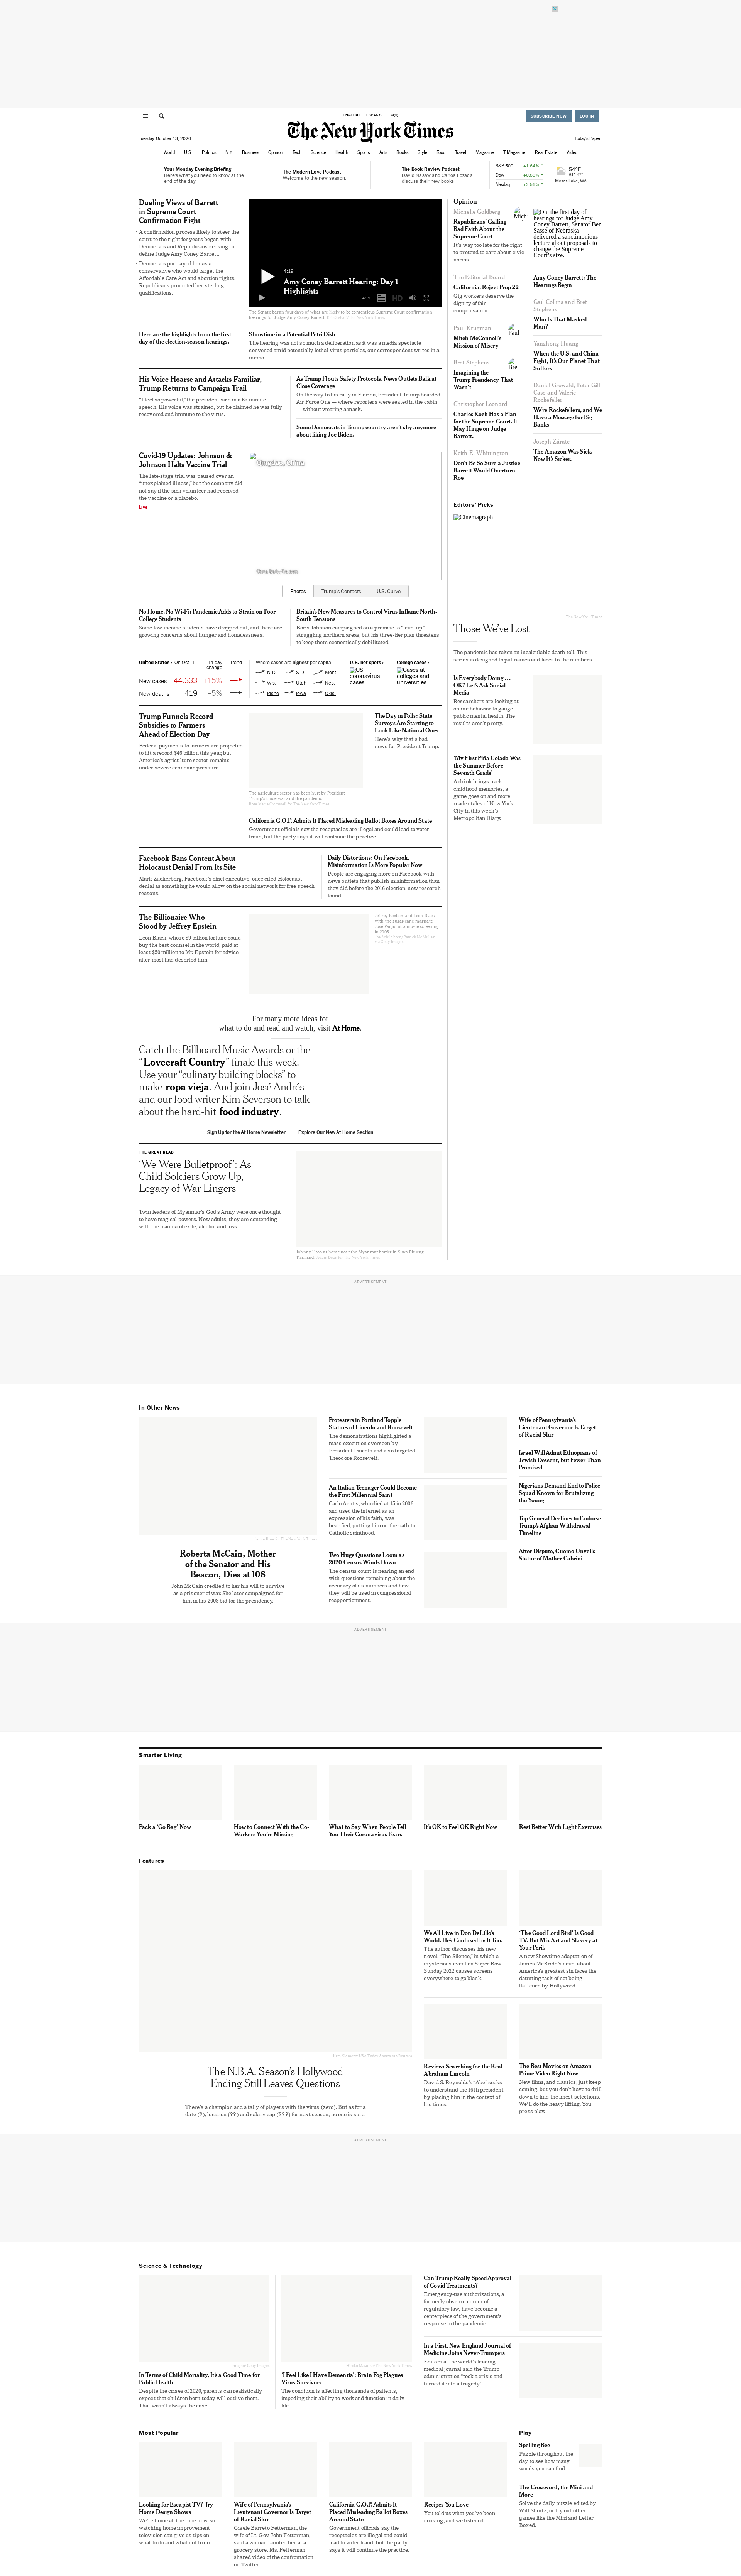 ENGLISH ESPAÑOL 中文
SUBSCRIBE NOW LOG IN
The New York Times
Tuesday, October 13, 2020
Today's Paper
World U.S. Politics N.Y. Business Opinion Tech Science Health Sports Arts Books Style Food Travel Magazine T Magazine Real Estate Video
Your Monday Evening Briefing
Here's what you need to know at the
end of the day.
The Modern Love Podcast
Welcome to the new season.
The Book Review Podcast
David Nasaw and Carlos Lozada
discuss their new books.
S&P 500 +1.64% ↑
Dow +0.88% ↑
Nasdaq +2.56% ↑
54°F
Moses Lake, WA
Dueling Views of Barrett
in Supreme Court
Confirmation Fight
• A confirmation process likely to steer the
court to the right for years began with
Democrats and Republicans seeking to
define Judge Amy Coney Barrett.
• Democrats portrayed her as a
conservative who would target the
Affordable Care Act and abortion rights.
Republicans promoted her sterling
qualifications.
4:19
Amy Coney Barrett Hearing: Day 1
Highlights
The Senate began four days of what are likely to be contentious Supreme Court confirmation
hearings for Judge Amy Coney Barrett.
Here are the highlights from the first
day of the election-season hearings.
Showtime in a Potential Petri Dish
The hearing was not so much a deliberation as it was a media spectacle
convened amid potentially lethal virus particles, our correspondent writes in a
memo.
His Voice Hoarse and Attacks Familiar,
Trump Returns to Campaign Trail
"I feel so powerful," the president said in a 65-minute
speech. His voice was strained, but he claimed he was fully
recovered and immune to the virus.
As Trump Flouts Safety Protocols, News Outlets Balk at
Close Coverage
On the way to his rally in Florida, President Trump boarded
Air Force One — where reporters were seated in the cabin
— without wearing a mask.
Some Democrats in Trump country aren't shy anymore
about liking Joe Biden.
Covid-19 Updates: Johnson &
Johnson Halts Vaccine Trial
The late-stage trial was paused over an
"unexplained illness," but the company did
not say if the sick volunteer had received
the vaccine or a placebo.
Live
Qingdao, China
China Daily/Reuters
Photos Trump's Contacts U.S. Curve
No Home, No Wi-Fi: Pandemic Adds to Strain on Poor
College Students
Some low-income students have dropped out, and there are
growing concerns about hunger and homelessness.
Britain's New Measures to Control Virus Inflame North-
South Tensions
Boris Johnson campaigned on a promise to "level up"
struggling northern areas, but his three-tier plan threatens
to keep them economically debilitated.
United States › On Oct. 11 14-day
change Trend
New cases 44,333 +15%
New deaths 419 –5%
Where cases are highest per capita
N.D. S.D. Mont.
Wis. Utah Neb.
Idaho Iowa Okla.
U.S. hot spots ›
US
coronavirus
cases
College cases ›
Cases at
colleges and
universities
Trump Funnels Record
Subsidies to Farmers
Ahead of Election Day
Federal payments to farmers are projected
to hit a record $46 billion this year, but
America's agriculture sector remains
under severe economic pressure.
The agriculture sector has been hurt by President
Trump's trade war and the pandemic.
The Day in Polls: State
Surveys Are Starting to
Look Like National Ones
Here's why that's bad
news for President Trump.
California G.O.P. Admits It Placed Misleading Ballot Boxes Around State
Government officials say the receptacles are illegal and could lead to voter
fraud, but the party says it will continue the practice.
Facebook Bans Content About
Holocaust Denial From Its Site
Mark Zuckerberg, Facebook's chief executive, once cited Holocaust
denial as something he would allow on the social network for free speech
reasons.
Daily Distortions: On Facebook,
Misinformation Is More Popular Now
People are engaging more on Facebook with
news outlets that publish misinformation than
they did before the 2016 election, new research
found.
The Billionaire Who
Stood by Jeffrey Epstein
Leon Black, whose $9 billion fortune could
buy the best counsel in the world, paid at
least $50 million to Mr. Epstein for advice
after most had deserted him.
For many more ideas for
what to do and read and watch, visit At Home.
Catch the Billboard Music Awards or the
"Lovecraft Country" finale this week.
Use your "culinary building blocks" to
make ropa vieja. And join José Andrés
and our food writer Kim Severson to talk
about the hard-hit food industry.
Sign Up for the At Home Newsletter Explore Our New At Home Section
THE GREAT READ
'We Were Bulletproof': As
Child Soldiers Grow Up,
Legacy of War Lingers
Twin leaders of Myanmar's God's Army were once thought
to have magical powers. Now adults, they are contending
with the trauma of exile, alcohol and loss.
Opinion
Michelle Goldberg
Republicans' Galling
Bad Faith About the
Supreme Court
It's way too late for the right
to pretend to care about civic
norms.
Mich
On the first day of
hearings for Judge Amy
Coney Barrett, Senator Ben
Sasse of Nebraska
delivered a sanctimonious
lecture about proposals to
change the Supreme
Court's size.
The Editorial Board
California, Reject Prop 22
Gig workers deserve the
dignity of fair
compensation.
Paul Krugman
Mitch McConnell's
Mission of Misery
Paul
Bret Stephens
Imagining the
Trump Presidency That
Wasn't
Bret
Christopher Leonard
Charles Koch Has a Plan
for the Supreme Court. It
May Hinge on Judge
Barrett.
Keith E. Whittington
Don't Be So Sure a Justice
Barrett Would Overturn
Roe
Amy Coney Barrett: The
Hearings Begin
Gail Collins and Bret
Stephens
Who Is That Masked
Man?
Yanzhong Huang
When the U.S. and China
Fight, It's Our Planet That
Suffers
Daniel Growald, Peter Gill
Case and Valerie
Rockefeller
We're Rockefellers, and We
Have a Message for Big
Banks
Joseph Zárate
The Amazon Was Sick.
Now It's Sicker.
Editors' Picks
Cinemagraph
The New York Times
Those We've Lost
The pandemic has taken an incalculable death toll. This
series is designed to put names and faces to the numbers.
Is Everybody Doing …
OK? Let's Ask Social
Media
Researchers are looking at
online behavior to gauge
public mental health. The
results aren't pretty.
'My First Piña Colada Was
the Summer Before
Seventh Grade'
A drink brings back
childhood memories, a
game goes on and more
reader tales of New York
City in this week's
Metropolitan Diary.
ADVERTISEMENT
In Other News
Roberta McCain, Mother
of the Senator and His
Beacon, Dies at 108
John McCain credited to her his will to survive
as a prisoner of war. She later campaigned for
him in his 2008 bid for the presidency.
Protesters in Portland Topple
Statues of Lincoln and Roosevelt
The demonstrations highlighted a
mass execution overseen by
President Lincoln and also targeted
Theodore Roosevelt.
An Italian Teenager Could Become
the First Millennial Saint
Carlo Acutis, who died at 15 in 2006
and used the internet as an
expression of his faith, was
beatified, putting him on the path to
Catholic sainthood.
Two Huge Questions Loom as
2020 Census Winds Down
The census count is nearing an end
with questions remaining about the
accuracy of its numbers and how
they will be used in congressional
reapportionment.
Wife of Pennsylvania's
Lieutenant Governor Is Target
of Racial Slur
Israel Will Admit Ethiopians of
Jewish Descent, but Fewer Than
Promised
Nigerians Demand End to Police
Squad Known for Brutalizing
the Young
Top General Declines to Endorse
Trump's Afghan Withdrawal
Timeline
After Dispute, Cuomo Unveils
Statue of Mother Cabrini
ADVERTISEMENT
Smarter Living
Pack a 'Go Bag' Now
How to Connect With the Co-
Workers You're Missing
What to Say When People Tell
You Their Coronavirus Fears
It's OK to Feel OK Right Now
Rest Better With Light Exercises
Features
The N.B.A. Season's Hollywood
Ending Still Leaves Questions
There's a champion and a tally of players with the virus (zero). But as for a
date (?), location (??) and salary cap (???) for next season, no one is sure.
We All Live in Don DeLillo's
World. He's Confused by It Too.
The author discusses his new
novel, "The Silence," in which a
mysterious event on Super Bowl
Sunday 2022 causes screens
everywhere to go blank.
'The Good Lord Bird' Is Good
TV. But Mix Art and Slavery at
Your Peril.
A new Showtime adaptation of
James McBride's novel about
America's greatest sin faces the
daunting task of not being
flattened by Hollywood.
Review: Searching for the Real
Abraham Lincoln
David S. Reynolds's "Abe" seeks
to understand the 16th president
by placing him in the context of
his times.
The Best Movies on Amazon
Prime Video Right Now
New films, and classics, just keep
coming, but you don't have to drill
down to find the finest selections.
We'll do the heavy lifting. You
press play.
ADVERTISEMENT
Science & Technology
In Terms of Child Mortality, It's a Good Time for
Public Health
Despite the crises of 2020, parents can realistically
expect that children born today will outlive them.
That wasn't always the case.
'I Feel Like I Have Dementia': Brain Fog Plagues
Virus Survivors
The condition is affecting thousands of patients,
impeding their ability to work and function in daily
life.
Can Trump Really Speed Approval
of Covid Treatments?
Emergency-use authorizations, a
formerly obscure corner of
regulatory law, have become a
centerpiece of the government's
response to the pandemic.
In a First, New England Journal of
Medicine Joins Never-Trumpers
Editors at the world's leading
medical journal said the Trump
administration "took a crisis and
turned it into a tragedy."
Most Popular
Looking for Escapist TV? Try
Home Design Shows
We're home all the time now, so
watching home improvement
television can give us tips on
what to do and what not to do.
Wife of Pennsylvania's
Lieutenant Governor Is Target
of Racial Slur
Gisele Barreto Fetterman, the
wife of Lt. Gov. John Fetterman,
said a woman taunted her at a
grocery store. Ms. Fetterman
shared video of the confrontation
on Twitter.
California G.O.P. Admits It
Placed Misleading Ballot Boxes
Around State
Government officials say the
receptacles are illegal and could
lead to voter fraud, but the party
says it will continue the practice.
Recipes You Love
You told us what you've been
cooking, and we listened.
Play
Spelling Bee
Puzzle throughout the
day to see how many
words you can find.
The Crossword, the Mini and
More
Solve the daily puzzle edited by
Will Shortz, or try out other
games like the Mini and Letter
Boxed.